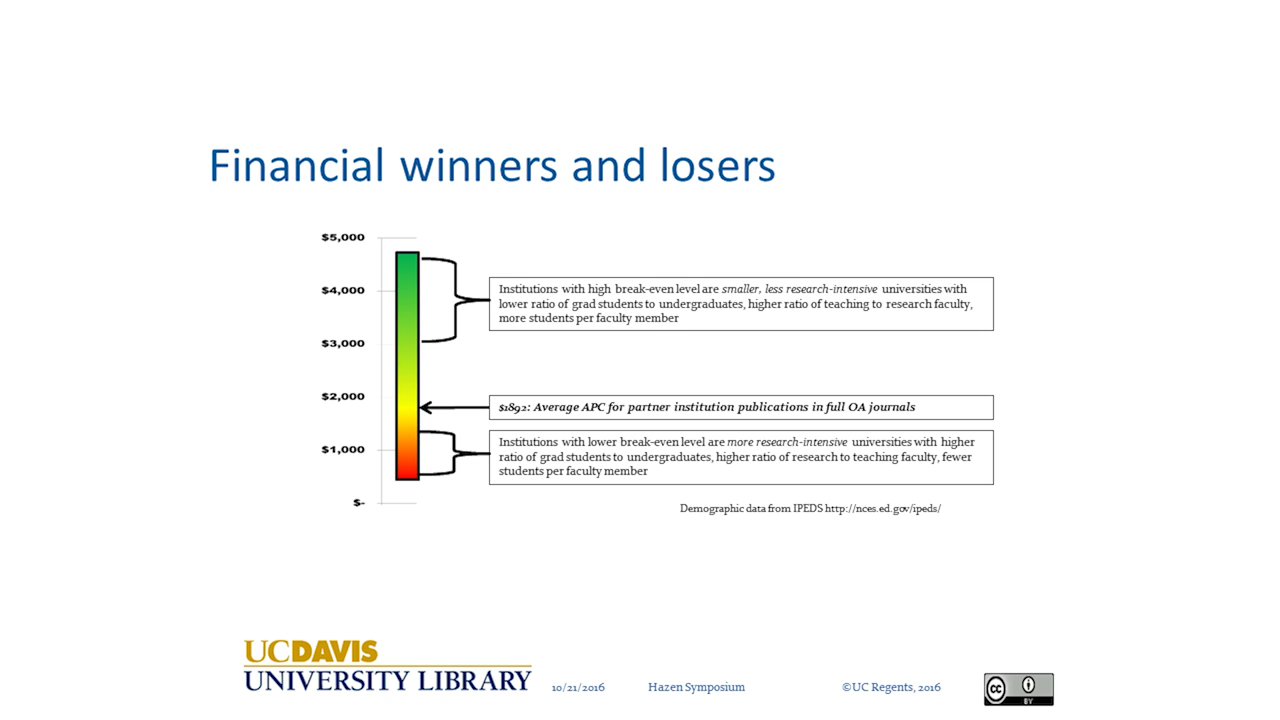 Financial winners and losers
$5,000
$4,000
$3,000
$2,000
$1,000
$-
Institutions with high break-even level are smaller, less research-intensive universities with
lower ratio of grad students to undergraduates, higher ratio of teaching to research faculty,
more students per faculty member
$1892: Average APC for partner institution publications in full OA journals
Institutions with lower break-even level are more research-intensive universities with higher
ratio of grad students to undergraduates, higher ratio of research to teaching faculty, fewer
students per faculty member
Demographic data from IPEDS http://nces.ed.gov/ipeds/
UCDAVIS
UNIVERSITY LIBRARY
10/21/2016
Hazen Symposium
©UC Regents, 2016
cc
BY